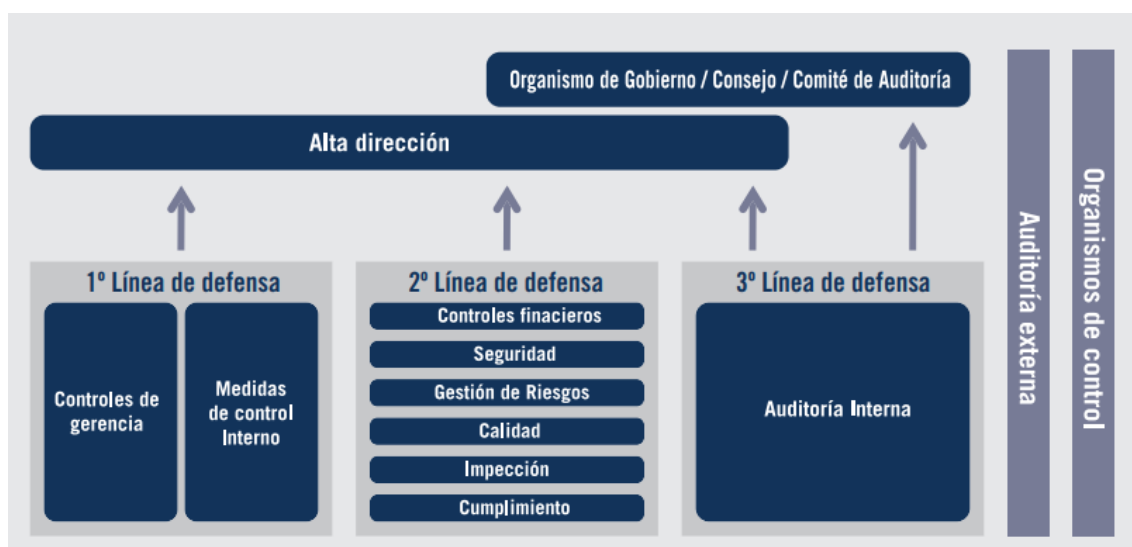 Organismo de Gobierno / Consejo / Comité de Auditoría
Alta dirección
1º Línea de defensa
Controles de
gerencia
Medidas
de control
Interno
2º Línea de defensa
Controles finacieros
Seguridad
Gestión de Riesgos
Calidad
Impección
Cumplimiento
3º Línea de defensa
Auditoría Interna
Auditoría externa
Organismos de control